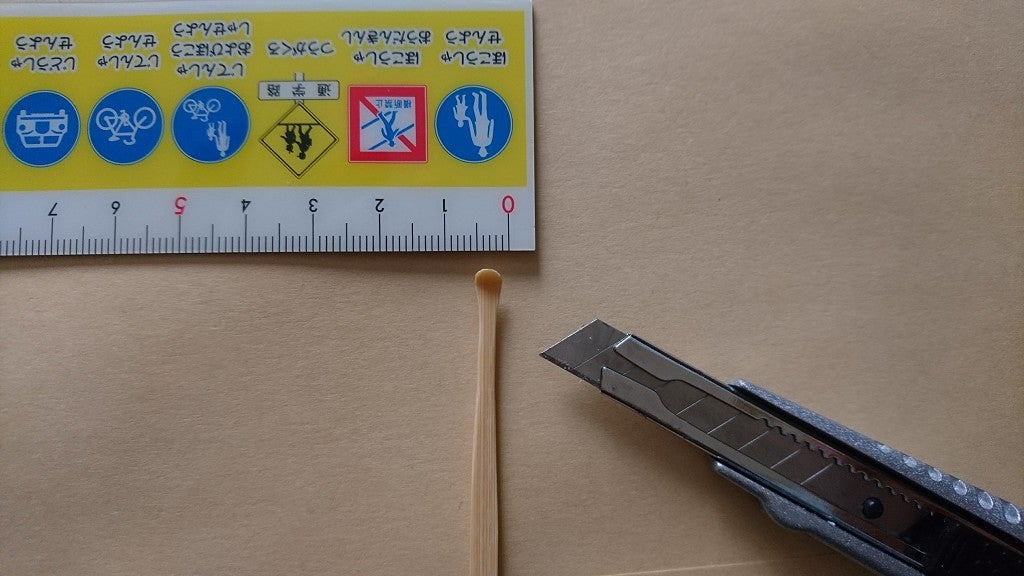 0 1 2 3 4 5 6 7
横断禁止
通学路
ほこうしゃ
せんよう
ほこうしゃ
おうだんきんし
つうがくろ
じてんしゃ
およびほこう
しゃせんよう
じてんしゃ
せんよう
じどうしゃ
せんよう